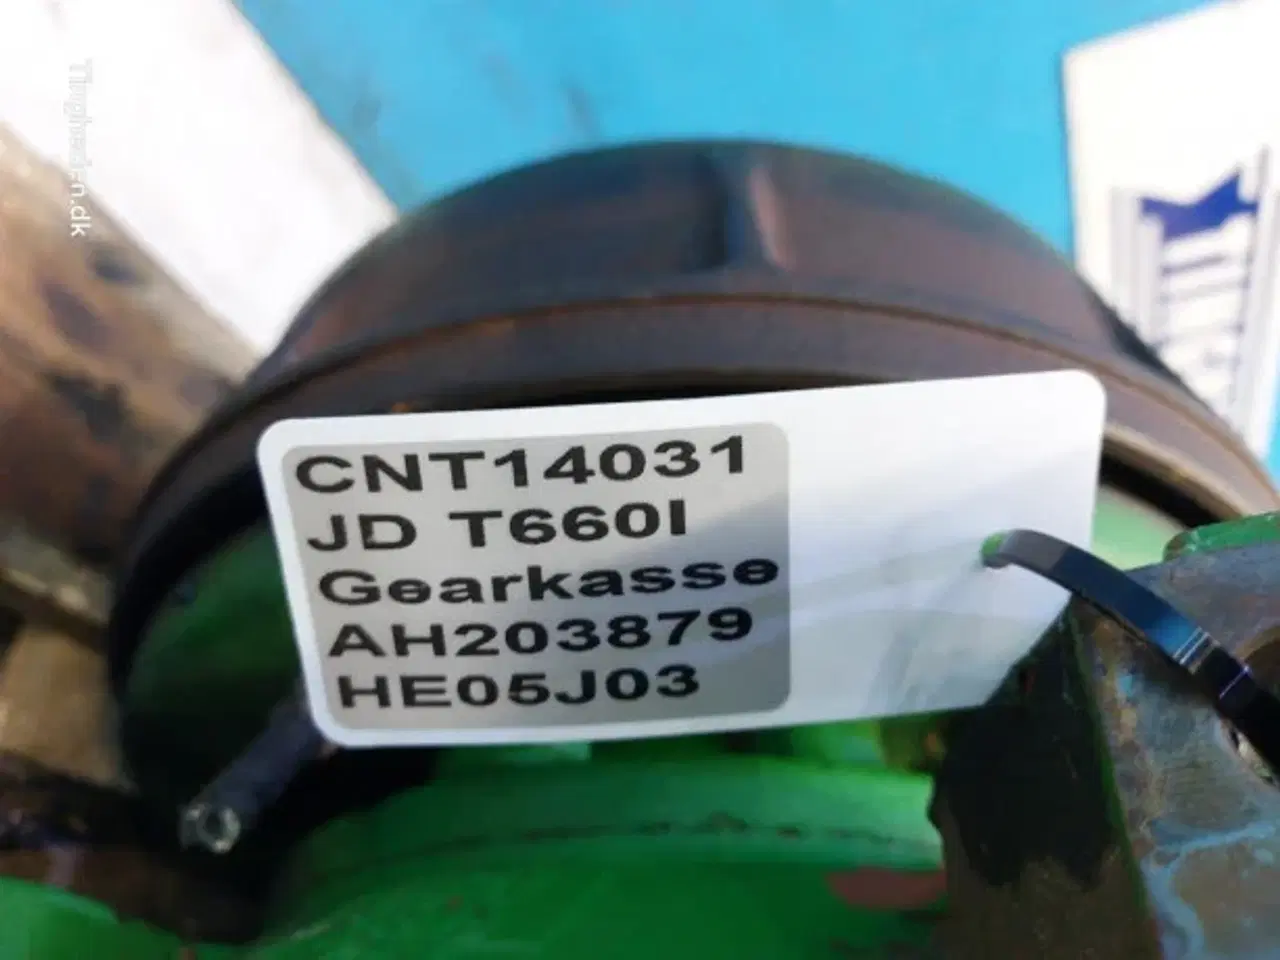 CNT14031
JD T660I
Gearkasse
AH203879
HE05J03